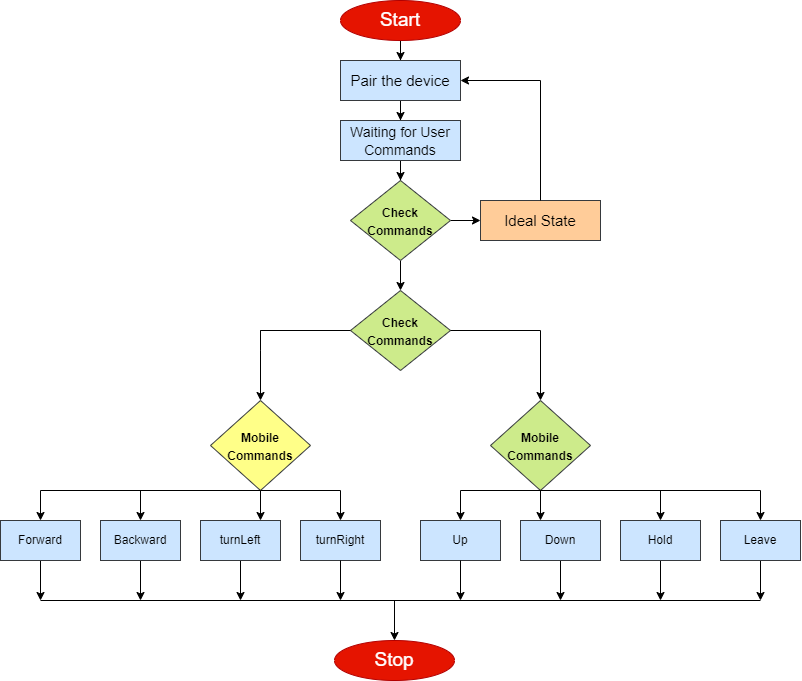 Start
Pair the device
Waiting for User
Commands
Check
Commands
Ideal State
Check
Commands
Mobile
Commands
Mobile
Commands
Forward
Backward
turnLeft
turnRight
Up
Down
Hold
Leave
Stop